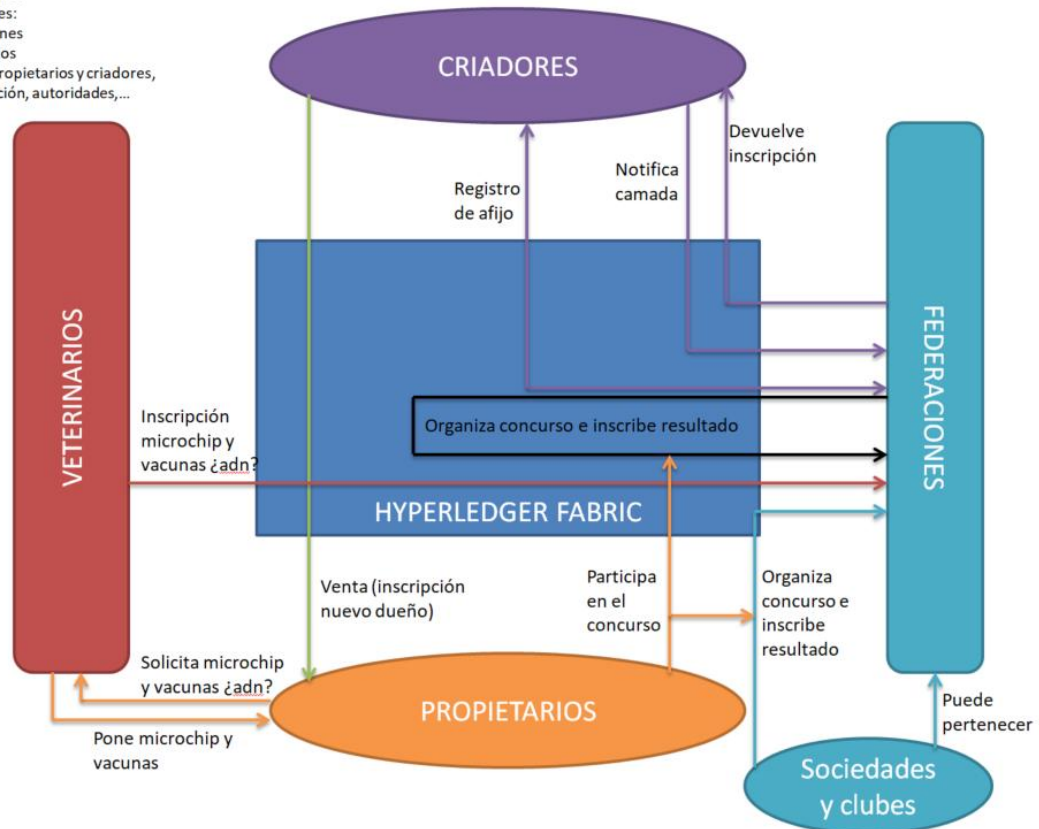 es:
nes
os
ropietarios y criadores,
ción, autoridades,...
CRIADORES
Devuelve
inscripción
Notifica
camada
Registro
de afijo
VETERINARIOS
FEDERACIONES
Inscripción
microchip y
vacunas ¿adn?
Organiza concurso e inscribe resultado
HYPERLEDGER FABRIC
Venta (inscripción
nuevo dueño)
Participa
en el
concurso
Organiza
concurso e
inscribe
resultado
Solicita microchip
y vacunas ¿adn?
PROPIETARIOS
Pone microchip y
vacunas
Puede
pertenecer
Sociedades
y clubes